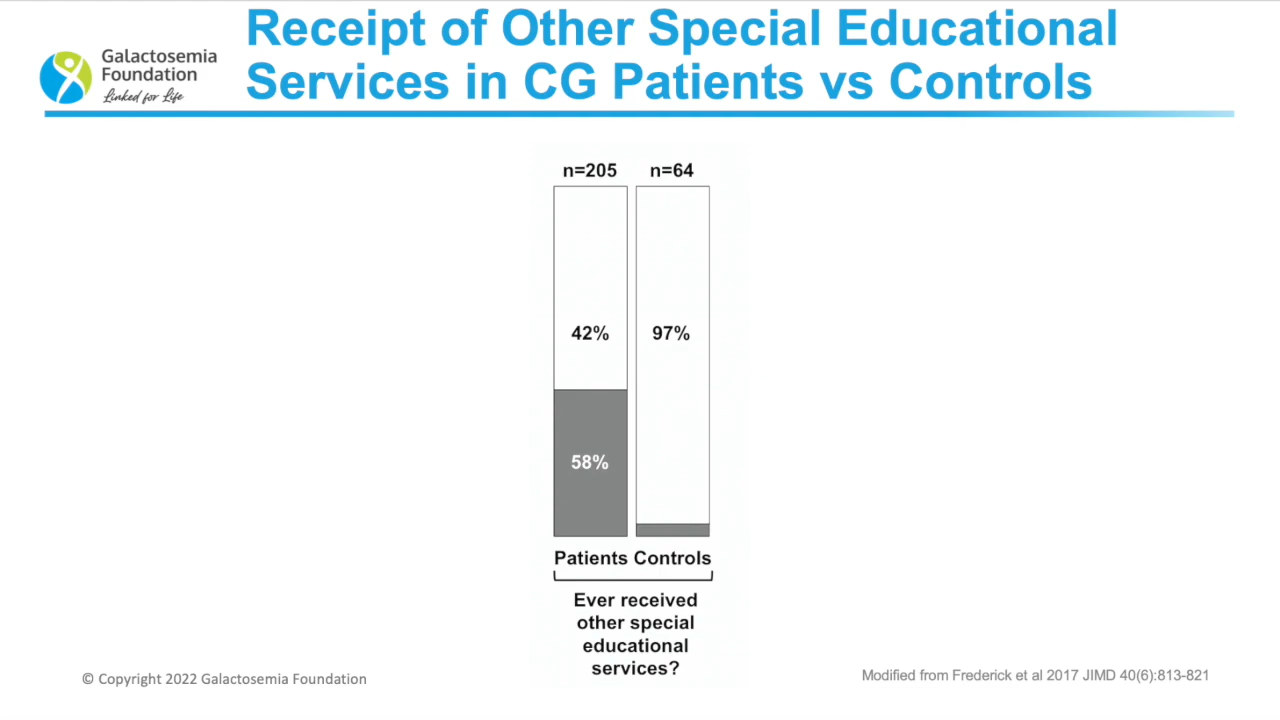 Galactosemia
Foundation
Linked for Life
Receipt of Other Special Educational
Services in CG Patients vs Controls
n=205 n=64
42% 97%
58%
Patients Controls
Ever received
other special
educational
services?
© Copyright 2022 Galactosemia Foundation
Modified from Frederick et al 2017 JIMD 40(6):813-821